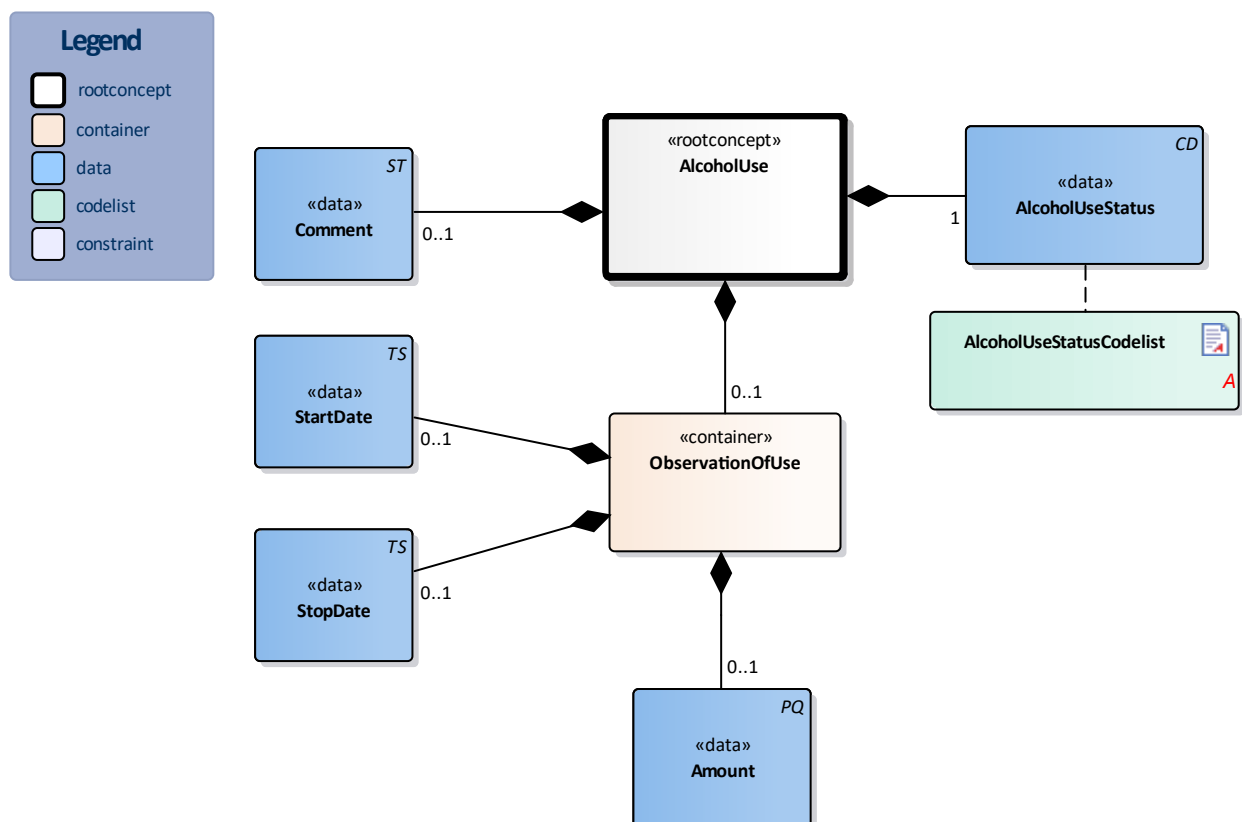 Legend
rootconcept
container
data
codelist
constraint
«rootconcept»
AlcoholUse
ST
«data»
Comment
0..1
CD
«data»
AlcoholUseStatus
1
AlcoholUseStatusCodelist
A
0..1
TS
«data»
StartDate
0..1
«container»
ObservationOfUse
TS
«data»
StopDate
0..1
0..1
PQ
«data»
Amount